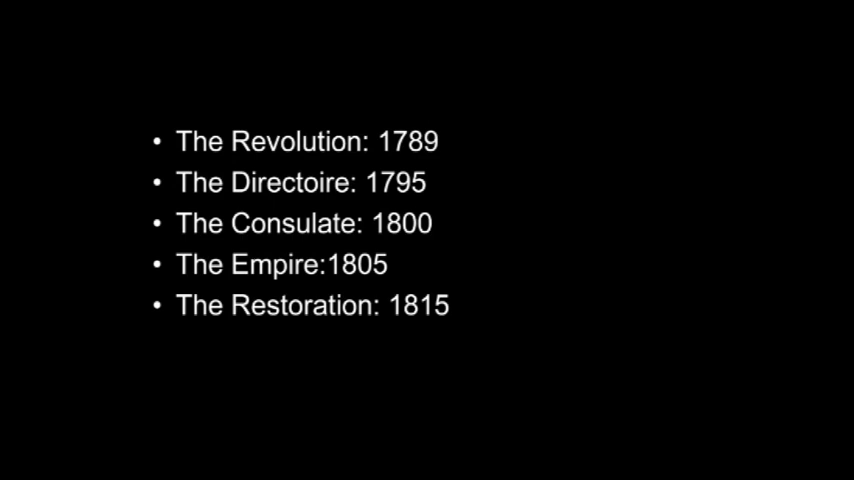 • The Revolution: 1789
• The Directoire: 1795
• The Consulate: 1800
• The Empire:1805
• The Restoration: 1815